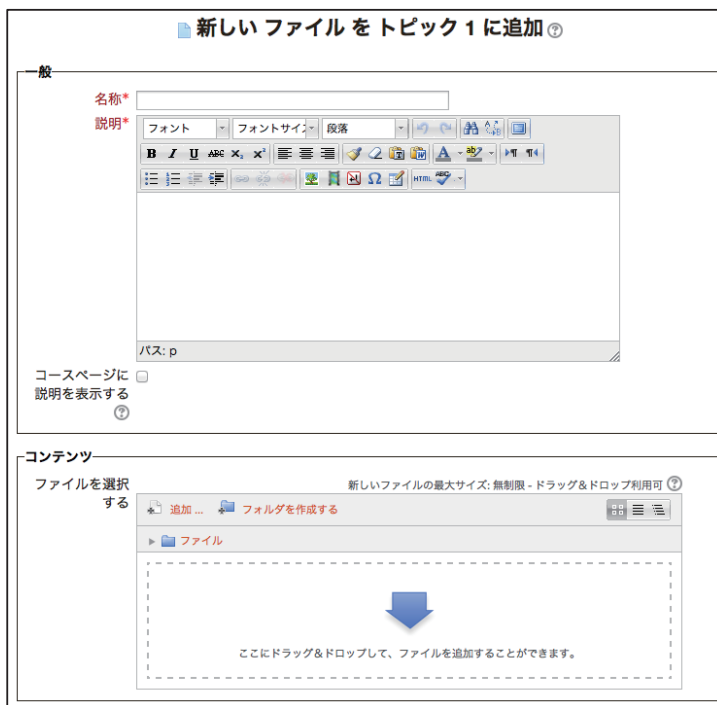 新しい ファイル を トピック 1 に追加
一般
名称*
説明*
フォント フォントサイズ 段落
B I U ABC x₂ x² A ab
Ω HTML ABC
パス: p
コースページに
説明を表示する
コンテンツ
ファイルを選択
する
新しいファイルの最大サイズ: 無制限 - ドラッグ&ドロップ利用可
追加 ... フォルダを作成する
ファイル
ここにドラッグ&ドロップして、ファイルを追加することができます。